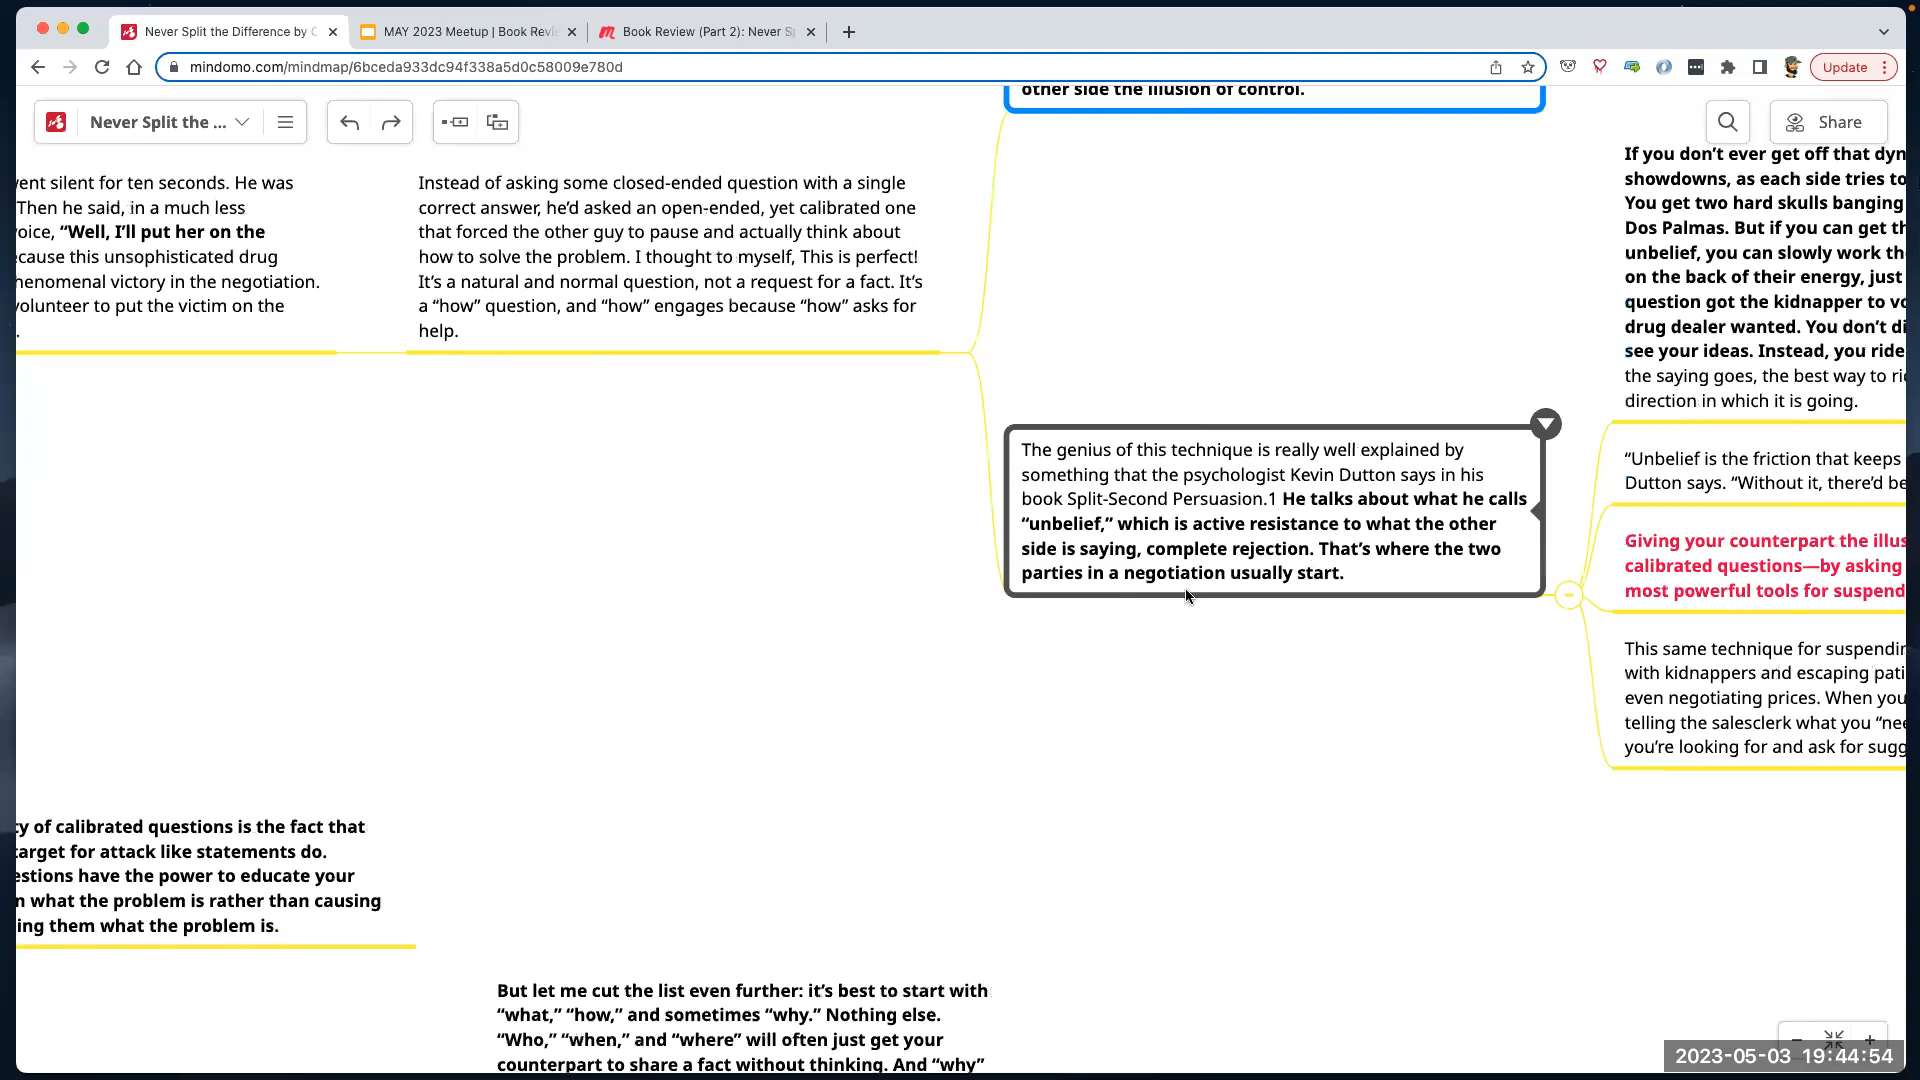 Never Split the Difference by C
MAY 2023 Meetup | Book Revi
Book Review (Part 2): Never S
mindomo.com/mindmap/6bceda933dc94f338a5d0c58009e780d
Update
Never Split the ...
Share
other side the illusion of control.
ent silent for ten seconds. He was
Then he said, in a much less
voice, “Well, I’ll put her on the
cause this unsophisticated drug
henomenal victory in the negotiation.
volunteer to put the victim on the
.
Instead of asking some closed-ended question with a single
correct answer, he’d asked an open-ended, yet calibrated one
that forced the other guy to pause and actually think about
how to solve the problem. I thought to myself, This is perfect!
It’s a natural and normal question, not a request for a fact. It’s
a “how” question, and “how” engages because “how” asks for
help.
The genius of this technique is really well explained by
something that the psychologist Kevin Dutton says in his
book Split-Second Persuasion.1 He talks about what he calls
“unbelief,” which is active resistance to what the other
side is saying, complete rejection. That’s where the two
parties in a negotiation usually start.
If you don’t ever get off that dyn
showdowns, as each side tries to
You get two hard skulls banging
Dos Palmas. But if you can get th
unbelief, you can slowly work th
on the back of their energy, just
question got the kidnapper to vo
drug dealer wanted. You don’t di
see your ideas. Instead, you ride
the saying goes, the best way to ri
direction in which it is going.
“Unbelief is the friction that keeps
Dutton says. “Without it, there’d be
Giving your counterpart the illus
calibrated questions—by asking
most powerful tools for suspend
This same technique for suspendin
with kidnappers and escaping pati
even negotiating prices. When you
telling the salesclerk what you “nee
you’re looking for and ask for sugg
ty of calibrated questions is the fact that
target for attack like statements do.
estions have the power to educate your
n what the problem is rather than causing
ing them what the problem is.
But let me cut the list even further: it’s best to start with
“what,” “how,” and sometimes “why.” Nothing else.
“Who,” “when,” and “where” will often just get your
counterpart to share a fact without thinking. And “why”
2023-05-03 19:44:54